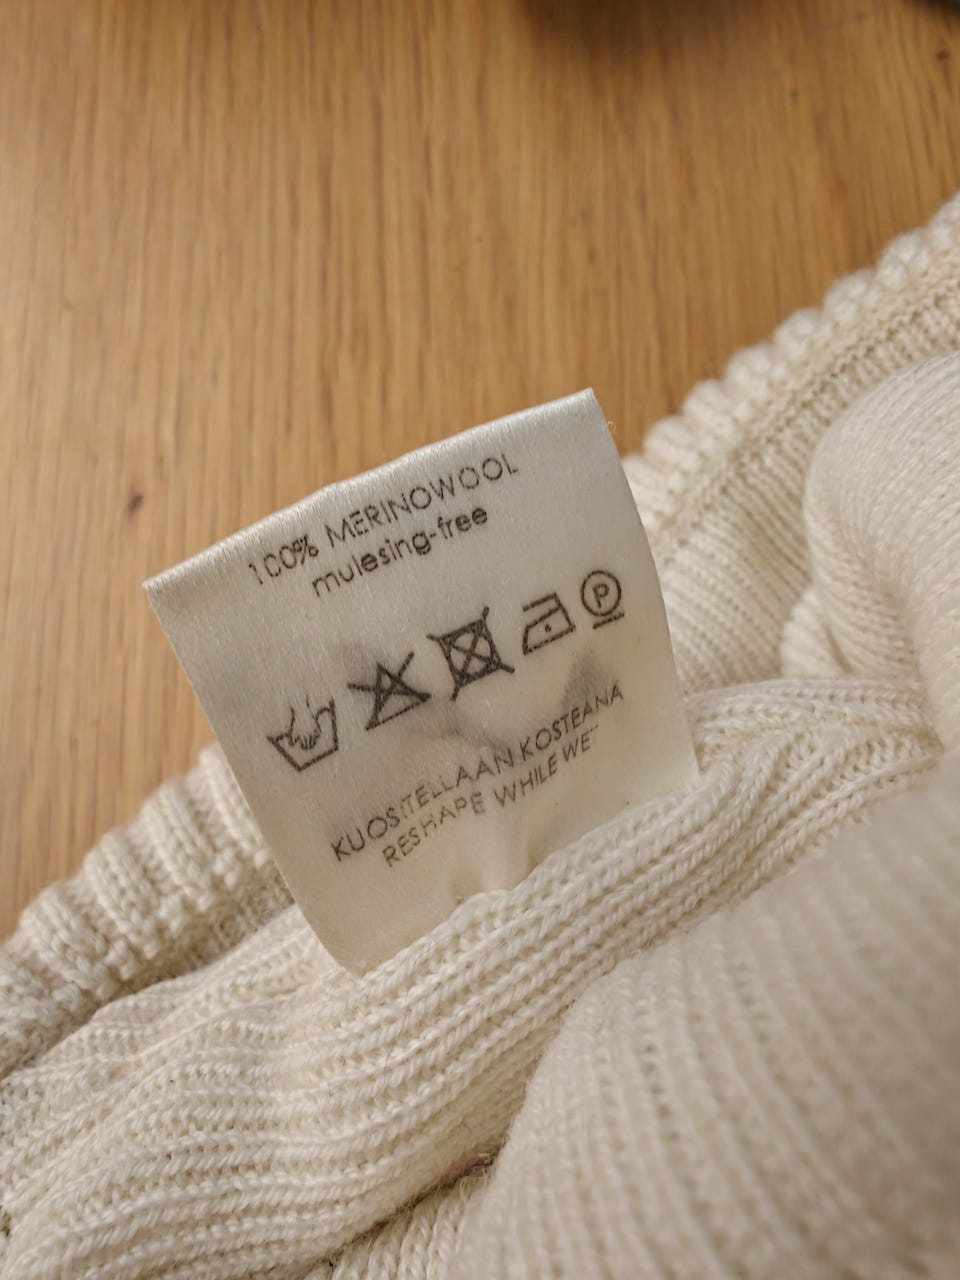 100% MERINOWOOL
mulesing-free
P
KUOSITELLAAN KOSTEANA
RESHAPE WHILE WET